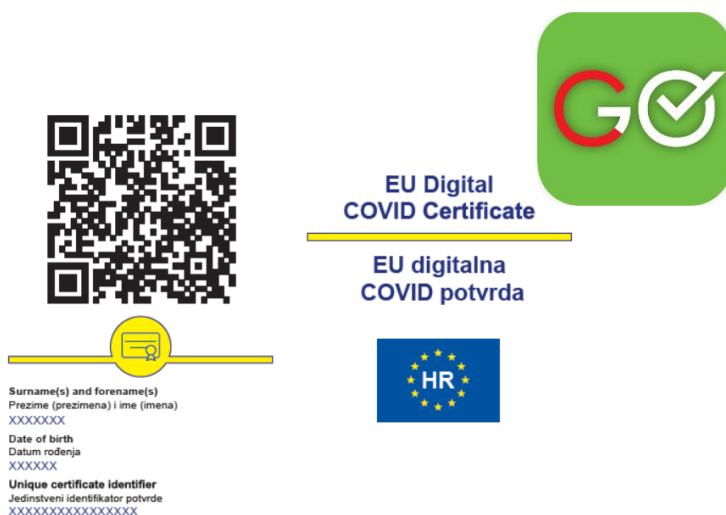 GO
EU Digital
COVID Certificate
EU digitalna
COVID potvrda
HR
Surname(s) and forename(s)
Prezime (prezimena) i ime (imena)
XXXXXXX
Date of birth
Datum rođenja
XXXXXX
Unique certificate identifier
Jedinstveni identifikator potvrde
XXXXXXXXXXXXXXXX